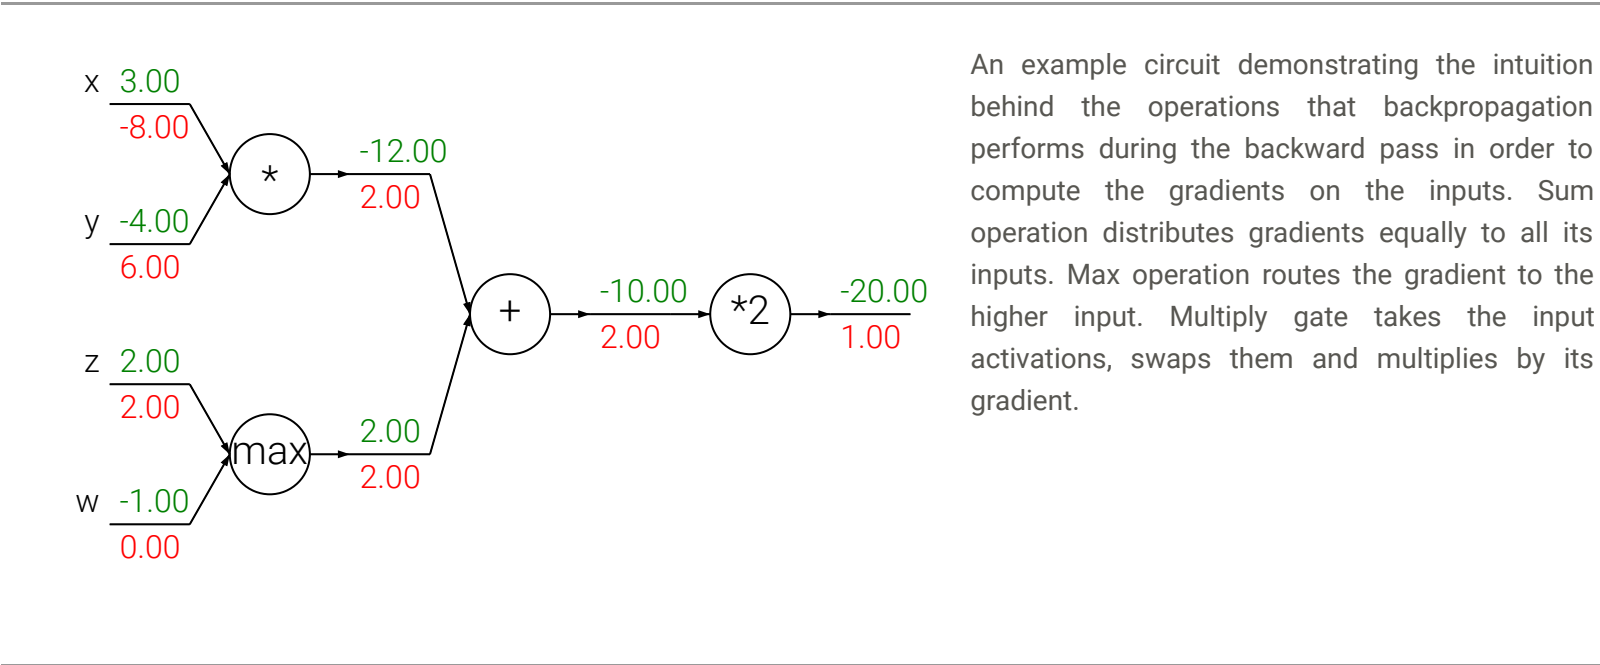 x 3.00
-8.00
*
y -4.00
6.00
-12.00
2.00
z 2.00
2.00
max
w -1.00
0.00
2.00
2.00
+
-10.00
2.00
*2
-20.00
1.00
An example circuit demonstrating the intuition
behind the operations that backpropagation
performs during the backward pass in order to
compute the gradients on the inputs. Sum
operation distributes gradients equally to all its
inputs. Max operation routes the gradient to the
higher input. Multiply gate takes the input
activations, swaps them and multiplies by its
gradient.